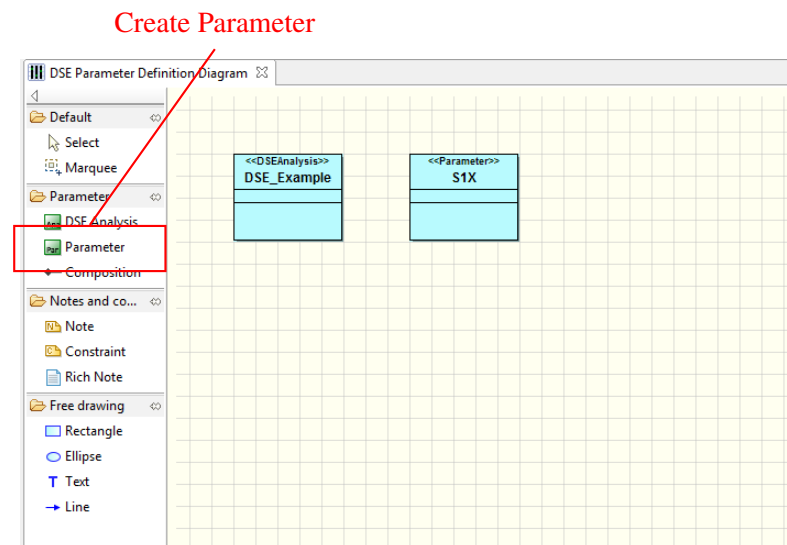 Create Parameter
DSE Parameter Definition Diagram
Default
Select
Marquee
Parameter
DSE Analysis
Parameter
Composition
Notes and co...
Note
Constraint
Rich Note
Free drawing
Rectangle
Ellipse
T Text
Line
<<DSEAnalysis>>
DSE_Example
<<Parameter>>
S1X